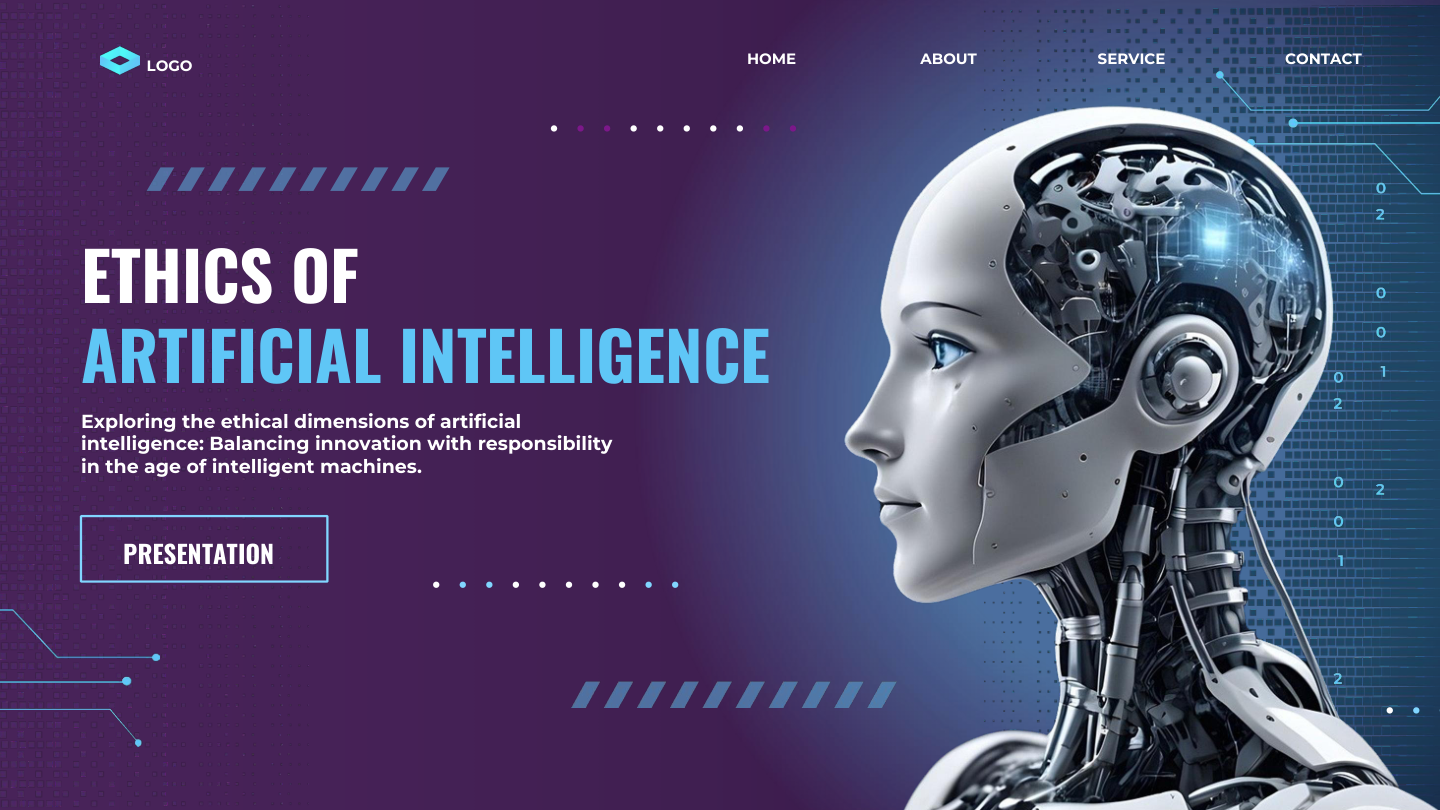 LOGO
HOME ABOUT SERVICE CONTACT
ETHICS OF
ARTIFICIAL INTELLIGENCE
Exploring the ethical dimensions of artificial
intelligence: Balancing innovation with responsibility
in the age of intelligent machines.
PRESENTATION
0
2
0
0
1
0
2
0
2
0
1
2